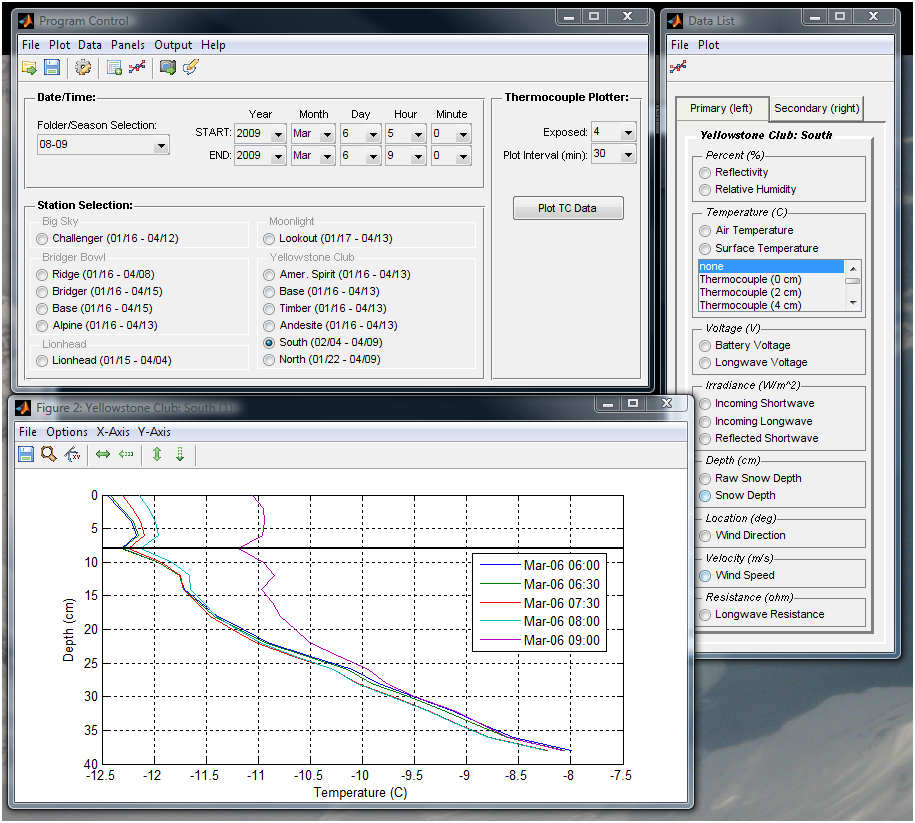 Program Control
File Plot Data Panels Output Help
Date/Time:
Folder/Season Selection:
08-09
Year Month Day Hour Minute
START: 2009 Mar 6 5 0
END: 2009 Mar 6 9 0
Thermocouple Plotter:
Exposed: 4
Plot Interval (min): 30
Plot TC Data
Station Selection:
Big Sky
Challenger (01/16 - 04/12)
Bridger Bowl
Ridge (01/16 - 04/08)
Bridger (01/16 - 04/15)
Base (01/16 - 04/15)
Alpine (01/16 - 04/13)
Lionhead
Lionhead (01/15 - 04/04)
Moonlight
Lookout (01/17 - 04/13)
Yellowstone Club
Amer. Spirit (01/16 - 04/13)
Base (01/16 - 04/13)
Timber (01/16 - 04/13)
Andesite (01/16 - 04/13)
South (02/04 - 04/09)
North (01/22 - 04/09)
Data List
File Plot
Primary (left) Secondary (right)
Yellowstone Club: South
Percent (%)
Reflectivity
Relative Humidity
Temperature (C)
Air Temperature
Surface Temperature
none
Thermocouple (0 cm)
Thermocouple (2 cm)
Thermocouple (4 cm)
Voltage (V)
Battery Voltage
Longwave Voltage
Irradiance (W/m^2)
Incoming Shortwave
Incoming Longwave
Reflected Shortwave
Depth (cm)
Raw Snow Depth
Snow Depth
Location (deg)
Wind Direction
Velocity (m/s)
Wind Speed
Resistance (ohm)
Longwave Resistance
Figure 2: Yellowstone Club: South (1)
File Options X-Axis Y-Axis
XY
0
5
10
15
20
25
30
35
40
Depth (cm)
Mar-06 06:00
Mar-06 06:30
Mar-06 07:30
Mar-06 08:00
Mar-06 09:00
-12.5 -12 -11.5 -11 -10.5 -10 -9.5 -9 -8.5 -8 -7.5
Temperature (C)